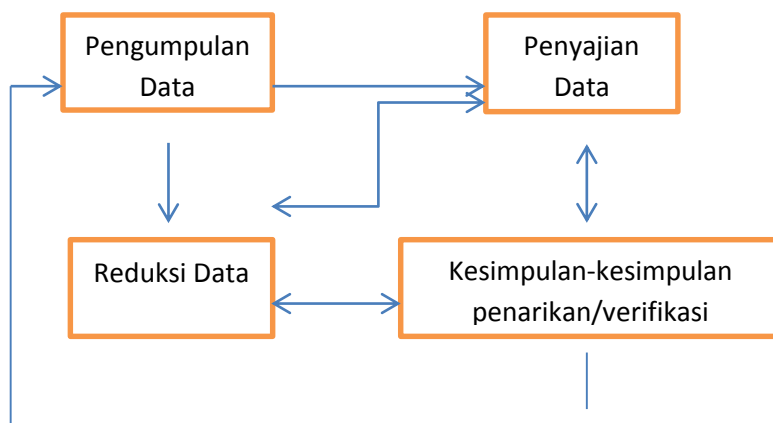 Pengumpulan
Data
Penyajian
Data
Reduksi Data
Kesimpulan-kesimpulan
penarikan/verifikasi